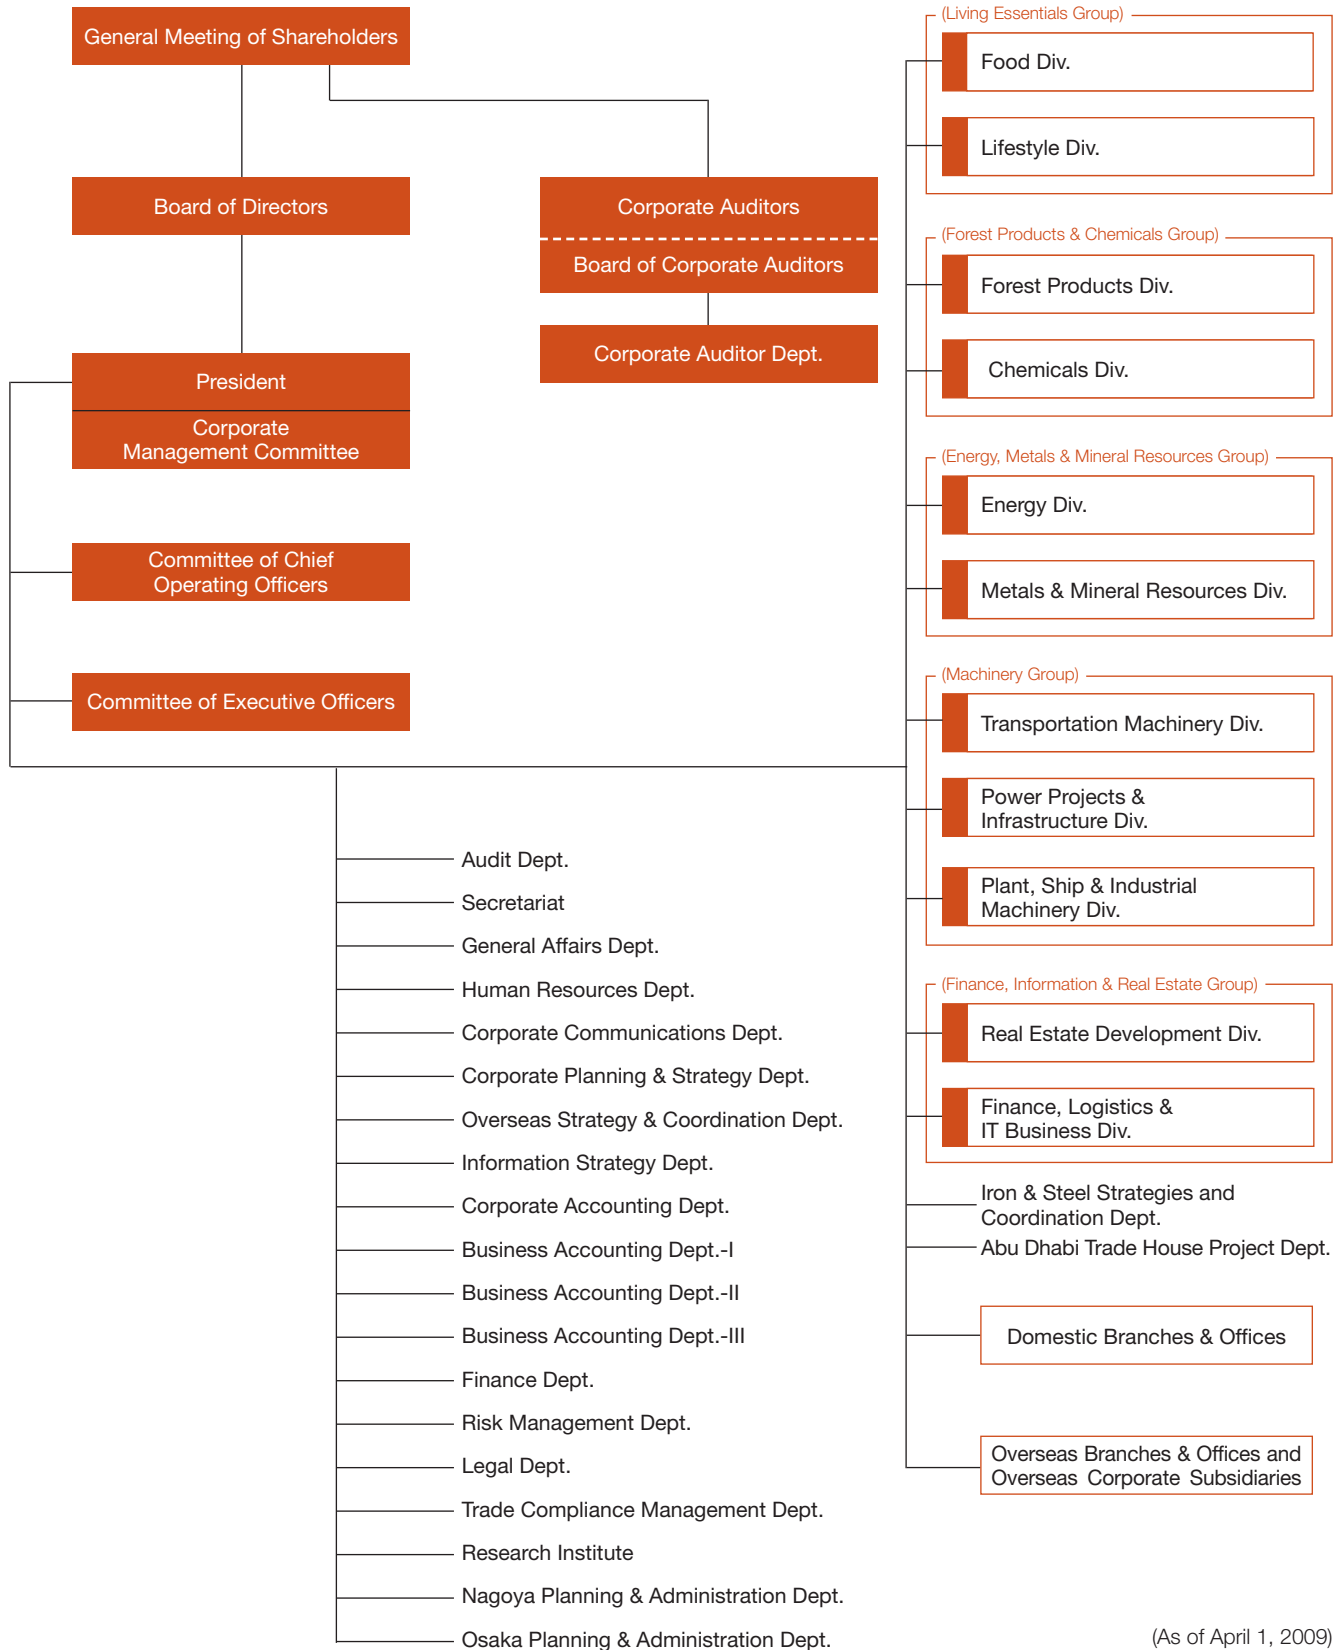 General Meeting of Shareholders
Board of Directors
Corporate Auditors
Board of Corporate Auditors
Corporate Auditor Dept.
President
Corporate
Management Committee
Committee of Chief
Operating Officers
Committee of Executive Officers
Audit Dept.
Secretariat
General Affairs Dept.
Human Resources Dept.
Corporate Communications Dept.
Corporate Planning & Strategy Dept.
Overseas Strategy & Coordination Dept.
Information Strategy Dept.
Corporate Accounting Dept.
Business Accounting Dept.-I
Business Accounting Dept.-II
Business Accounting Dept.-III
Finance Dept.
Risk Management Dept.
Legal Dept.
Trade Compliance Management Dept.
Research Institute
Nagoya Planning & Administration Dept.
Osaka Planning & Administration Dept.
(Living Essentials Group)
Food Div.
Lifestyle Div.
(Forest Products & Chemicals Group)
Forest Products Div.
Chemicals Div.
(Energy, Metals & Mineral Resources Group)
Energy Div.
Metals & Mineral Resources Div.
(Machinery Group)
Transportation Machinery Div.
Power Projects &
Infrastructure Div.
Plant, Ship & Industrial
Machinery Div.
(Finance, Information & Real Estate Group)
Real Estate Development Div.
Finance, Logistics &
IT Business Div.
Iron & Steel Strategies and
Coordination Dept.
Abu Dhabi Trade House Project Dept.
Domestic Branches & Offices
Overseas Branches & Offices and
Overseas Corporate Subsidiaries
(As of April 1, 2009)